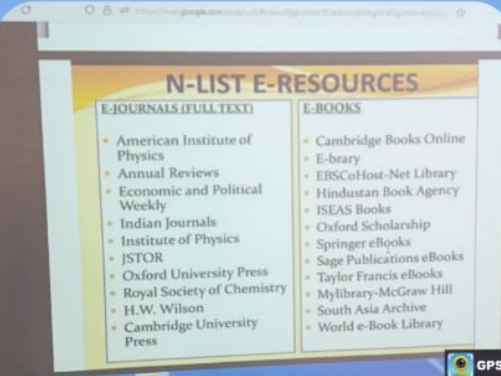 N-LIST E-RESOURCES
E-JOURNALS (FULL TEXT)
• American Institute of
Physics
• Annual Reviews
• Economic and Political
Weekly
• Indian Journals
• Institute of Physics
• JSTOR
• Oxford University Press
• Royal Society of Chemistry
• H.W. Wilson
• Cambridge University
Press
E-BOOKS
• Cambridge Books Online
• E-brary
• EBSCoHost-Net Library
• Hindustan Book Agency
• ISEAS Books
• Oxford Scholarship
• Springer eBooks
• Sage Publications eBooks
• Taylor Francis eBooks
• Mylibrary-McGraw Hill
• South Asia Archive
• World e-Book Library
GPS